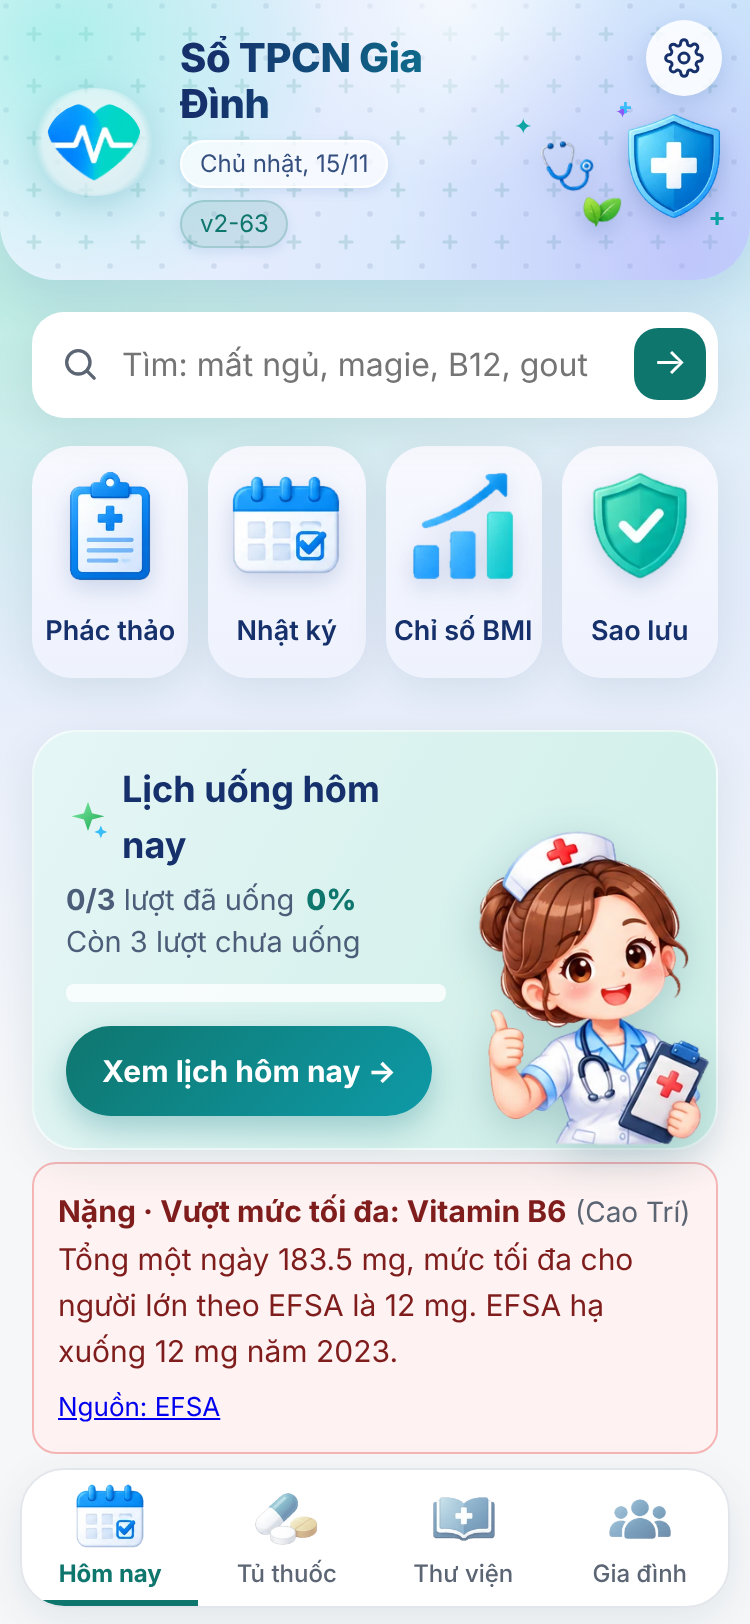 Sổ TPCN Gia
Đình
Chủ nhật, 15/11
v2-63
Tìm: mất ngủ, magie, B12, gout
Phác thảo
Nhật ký
Chỉ số BMI
Sao lưu
Lịch uống hôm
nay
0/3 lượt đã uống 0%
Còn 3 lượt chưa uống
Xem lịch hôm nay →
Nặng · Vượt mức tối đa: Vitamin B6 (Cao Trí)
Tổng một ngày 183.5 mg, mức tối đa cho
người lớn theo EFSA là 12 mg. EFSA hạ
xuống 12 mg năm 2023.
Nguồn: EFSA
Hôm nay
Tủ thuốc
Thư viện
Gia đình